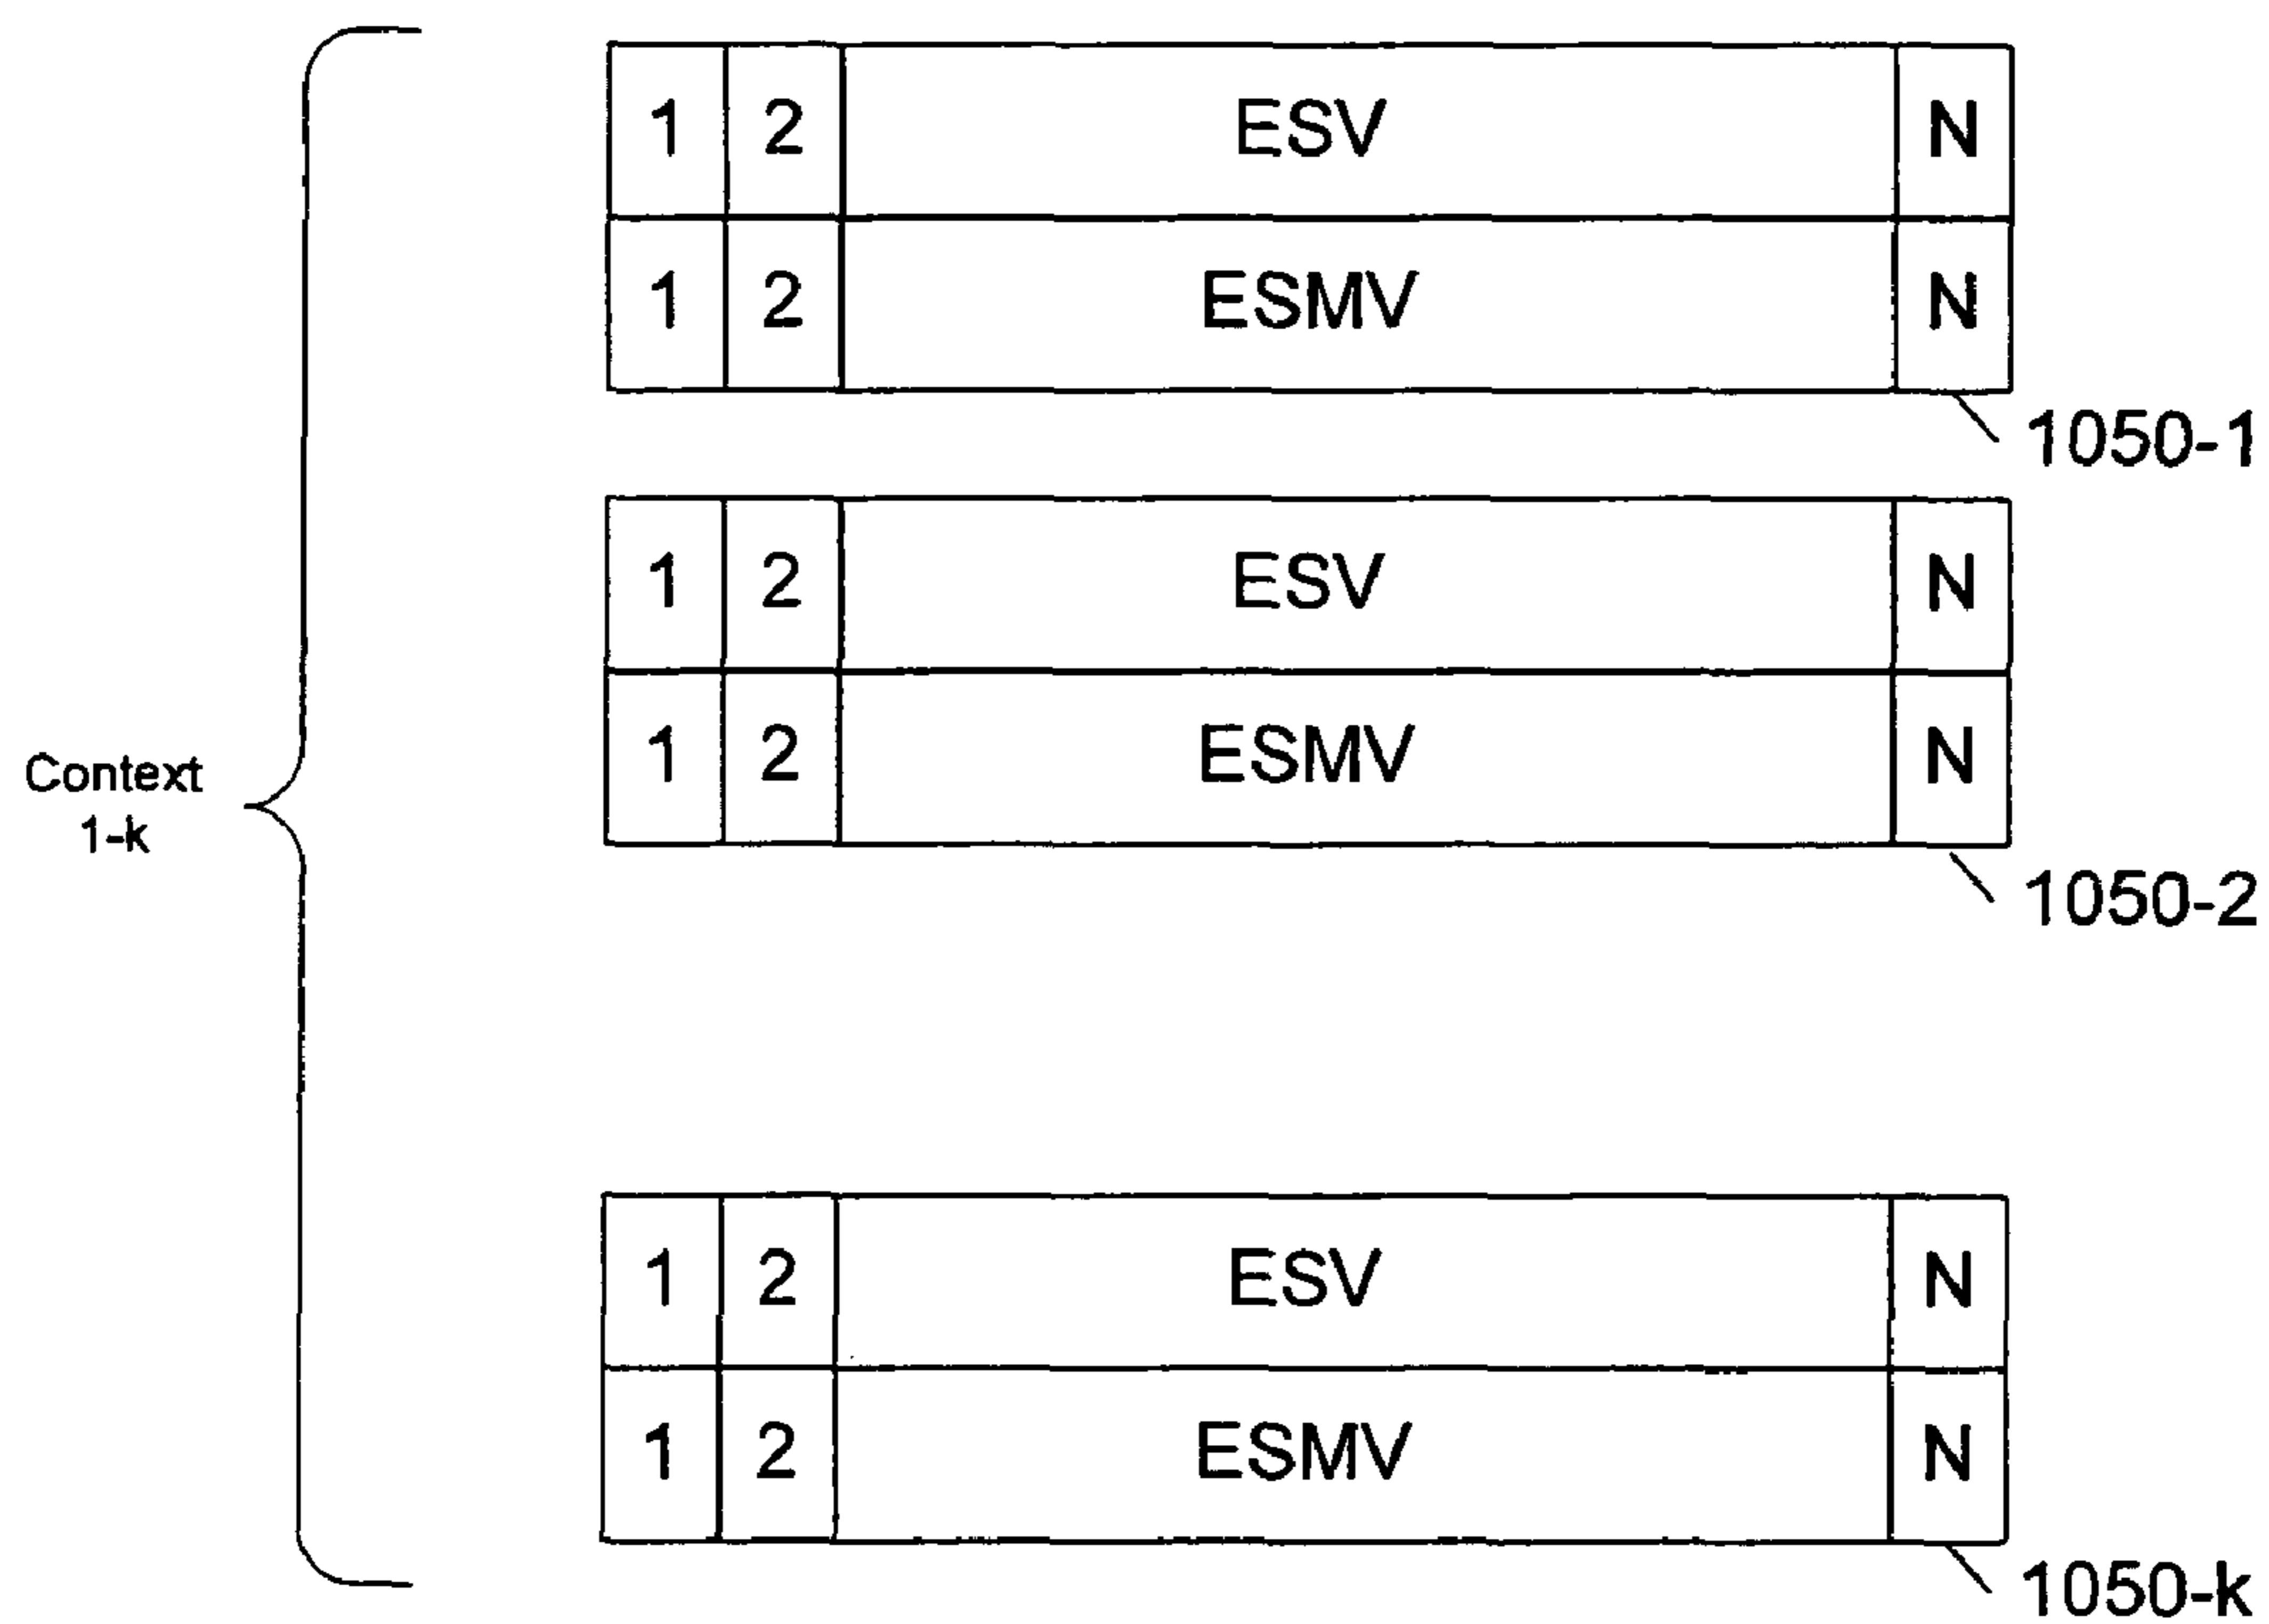 1 2 ESV N
1 2 ESMV N
1050-1
1 2 ESV N
Context
1-k
1 2 ESMV N
1050-2
1 2 ESV N
1 2 ESMV N
1050-k